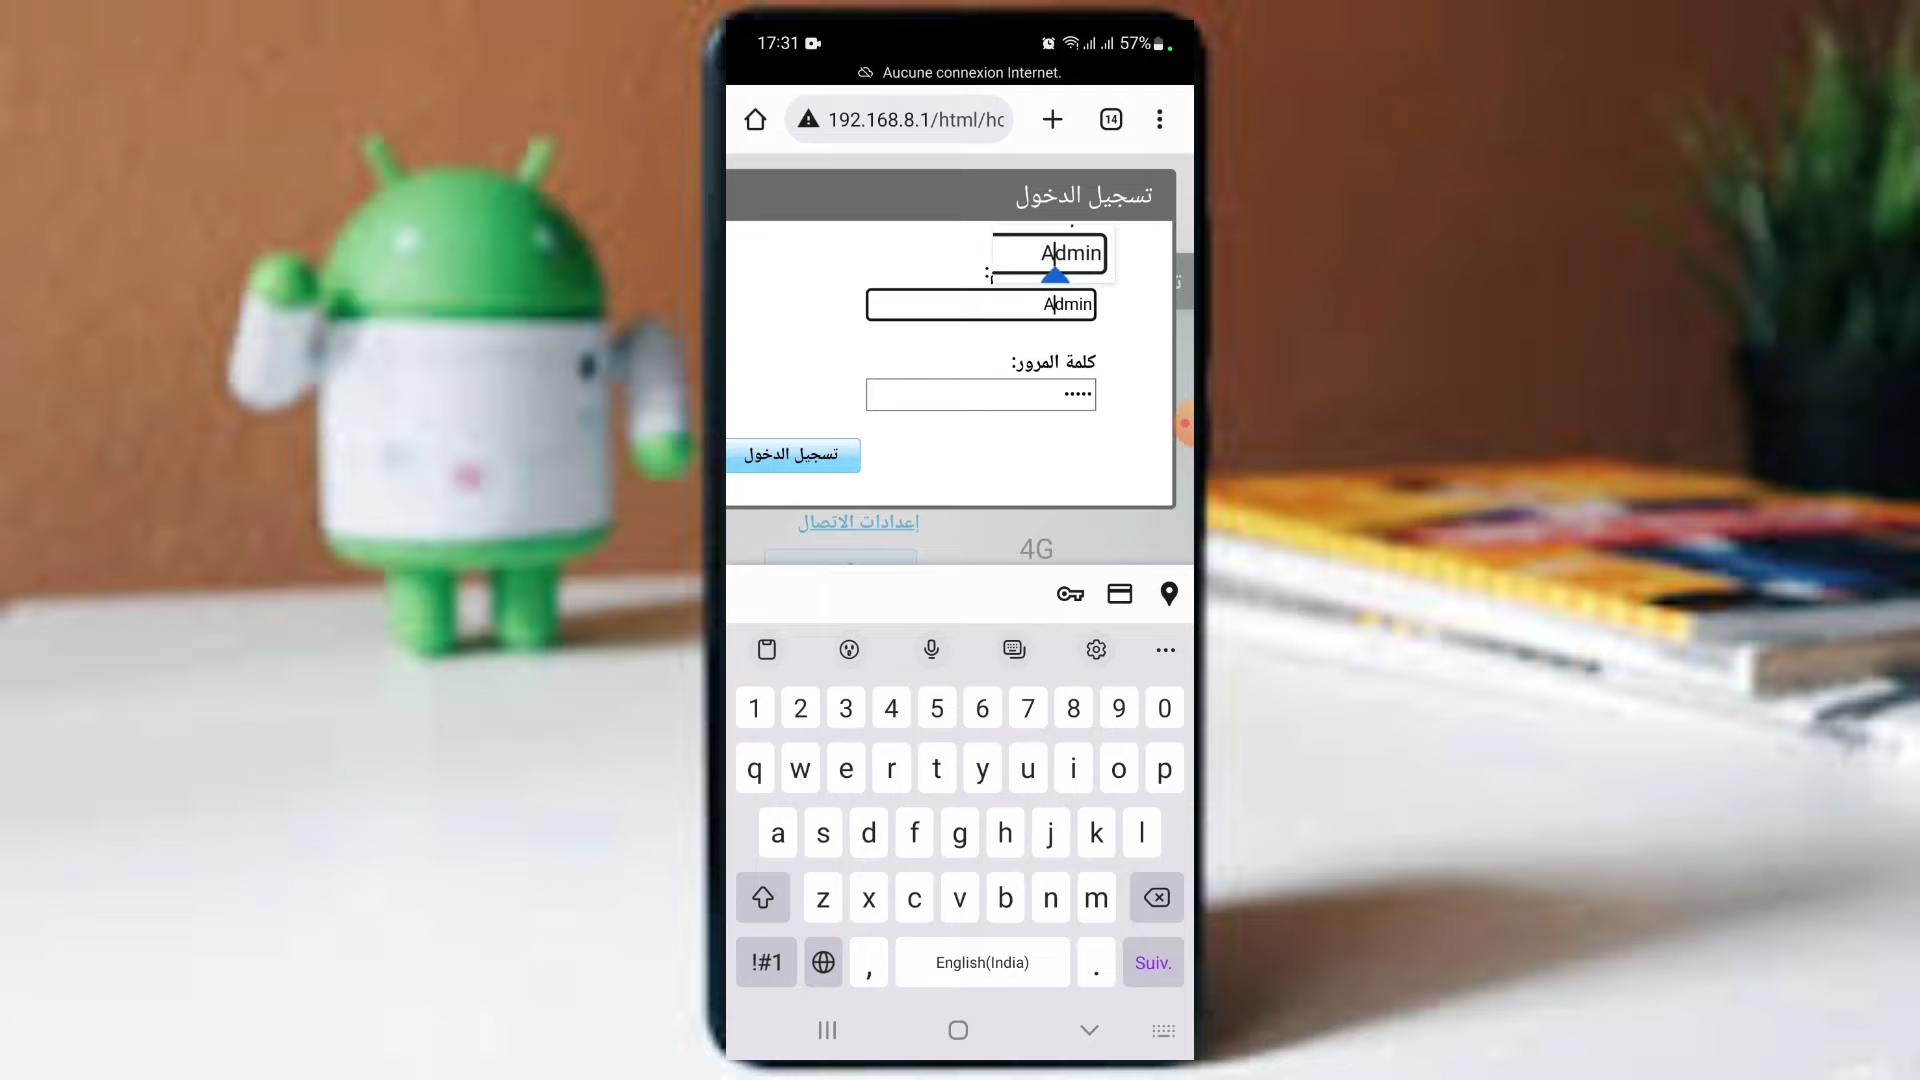 17:31
57%
Aucune connexion Internet.
192.168.8.1/html/hc
14
تسجيل الدخول
Admin
Admin
كلمة المرور:
•••••
تسجيل الدخول
إعدادات الاتصال
4G
1 2 3 4 5 6 7 8 9 0
q w e r t y u i o p
a s d f g h j k l
z x c v b n m
!#1 , English(India) . Suiv.